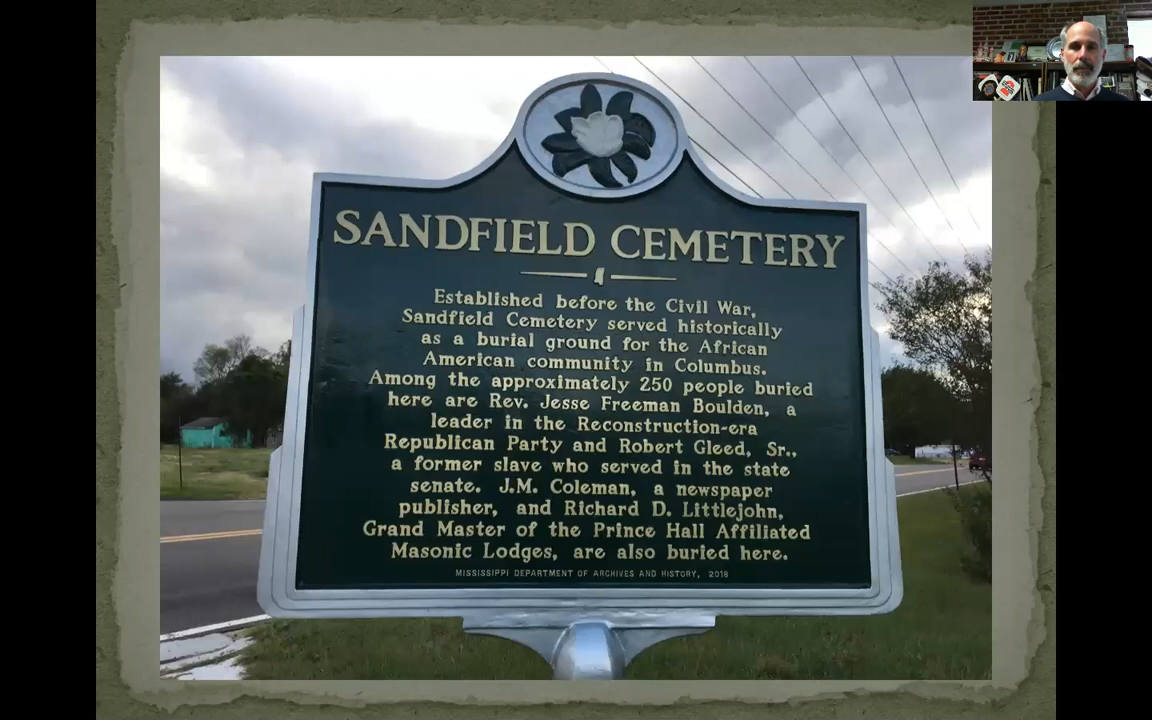 SANDFIELD CEMETERY
Established before the Civil War,
Sandfield Cemetery served historically
as a burial ground for the African
American community in Columbus.
Among the approximately 250 people buried
here are Rev. Jesse Freeman Boulden, a
leader in the Reconstruction-era
Republican Party and Robert Gleed, Sr.,
a former slave who served in the state
senate. J.M. Coleman, a newspaper
publisher, and Richard D. Littlejohn,
Grand Master of the Prince Hall Affiliated
Masonic Lodges, are also buried here.
MISSISSIPPI DEPARTMENT OF ARCHIVES AND HISTORY, 2018